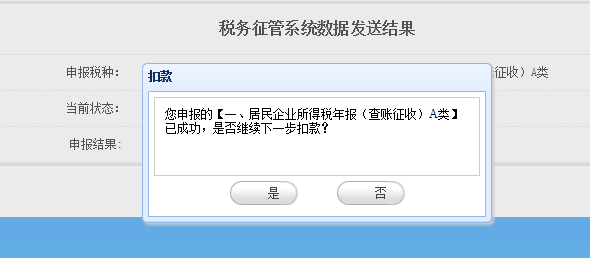 税务征管系统数据发送结果
申报税种：
征收）A类
当前状态：
申报结果：
扣款
您申报的【一、居民企业所得税年报（查账征收）A类】
已成功，是否继续下一步扣款？
是
否